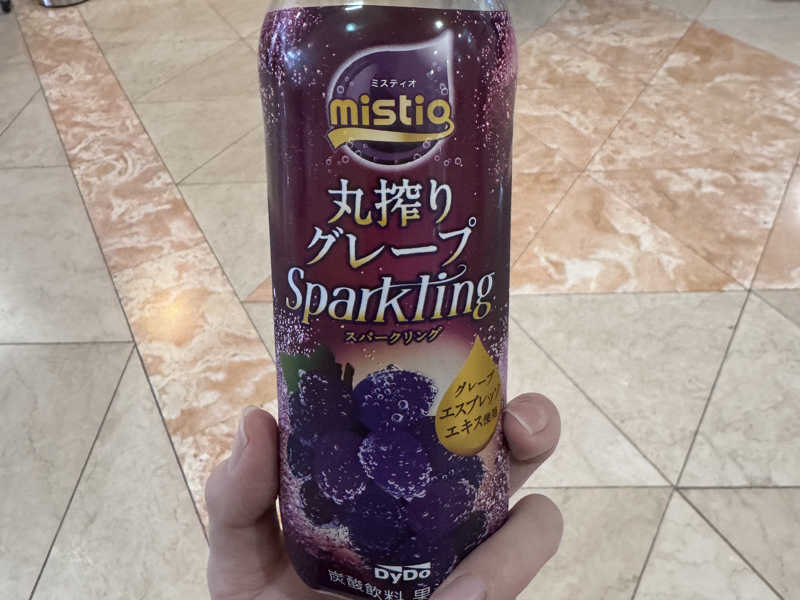 ミスティオ
mistio
丸搾り
グレープ
Sparkling
スパークリング
グレープ
エスプレッソ
エキス使用
DyDo
炭酸飲料